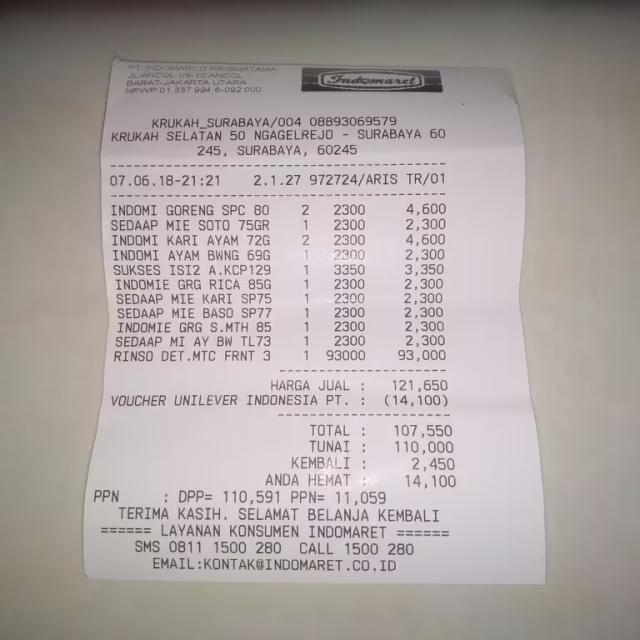 PT INDOMARCO PRISMATAMA
JL.ANCOL I/9-10,ANCOL
BARAT-JAKARTA UTARA
NPWP 01 337 994 6-092 000
Indomaret
KRUKAH_SURABAYA/004 08893069579
KRUKAH SELATAN 50 NGAGELREJO - SURABAYA 60
245, SURABAYA, 60245
07.06.18-21:21 2.1.27 972724/ARIS TR/01
INDOMI GORENG SPC 80 2 2300 4,600
SEDAAP MIE SOTO 75GR 1 2300 2,300
INDOMI KARI AYAM 72G 2 2300 4,600
INDOMI AYAM BWNG 69G 1 2300 2,300
SUKSES ISI2 A.KCP129 1 3350 3,350
INDOMIE GRG RICA 85G 1 2300 2,300
SEDAAP MIE KARI SP75 1 2300 2,300
SEDAAP MIE BASO SP77 1 2300 2,300
INDOMIE GRG S.MTH 85 1 2300 2,300
SEDAAP MI AY BW TL73 1 2300 2,300
RINSO DET.MTC FRNT 3 1 93000 93,000
HARGA JUAL : 121,650
VOUCHER UNILEVER INDONESIA PT. : (14,100)
TOTAL : 107,550
TUNAI : 110,000
KEMBALI : 2,450
ANDA HEMAT : 14,100
PPN : DPP= 110,591 PPN= 11,059
TERIMA KASIH. SELAMAT BELANJA KEMBALI
====== LAYANAN KONSUMEN INDOMARET ======
SMS 0811 1500 280 CALL 1500 280
EMAIL:KONTAK@INDOMARET.CO.ID